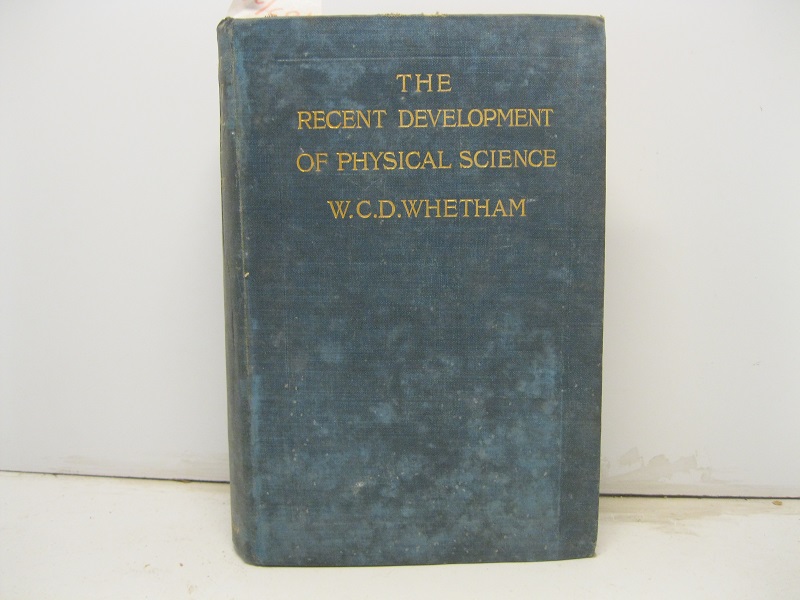 THE
RECENT DEVELOPMENT
OF PHYSICAL SCIENCE
W.C.D. WHETHAM